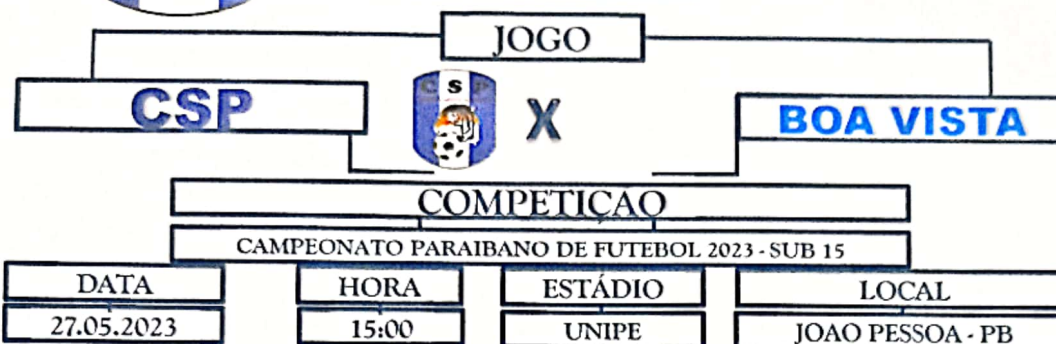 JOGO
CSP
C S P
X
BOA VISTA
COMPETIÇAO
CAMPEONATO PARAIBANO DE FUTEBOL 2023 - SUB 15
DATA
HORA
ESTÁDIO
LOCAL
27.05.2023
15:00
UNIPE
JOAO PESSOA - PB